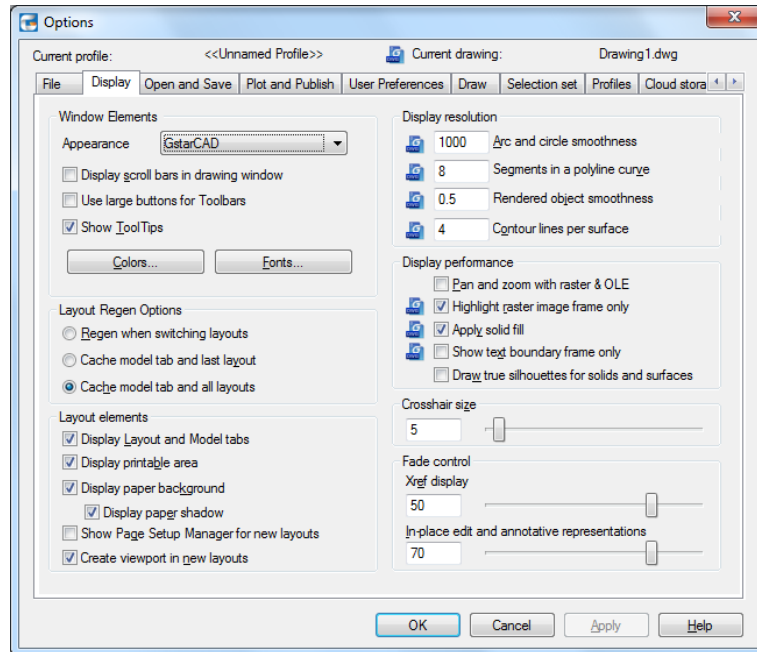 Options
Current profile: <<Unnamed Profile>> Current drawing: Drawing1.dwg
File Display Open and Save Plot and Publish User Preferences Draw Selection set Profiles Cloud stora
Window Elements
Appearance GstarCAD
Display scroll bars in drawing window
Use large buttons for Toolbars
Show ToolTips
Colors... Fonts...
Layout Regen Options
Regen when switching layouts
Cache model tab and last layout
Cache model tab and all layouts
Layout elements
Display Layout and Model tabs
Display printable area
Display paper background
Display paper shadow
Show Page Setup Manager for new layouts
Create viewport in new layouts
Display resolution
1000 Arc and circle smoothness
8 Segments in a polyline curve
0.5 Rendered object smoothness
4 Contour lines per surface
Display performance
Pan and zoom with raster & OLE
Highlight raster image frame only
Apply solid fill
Show text boundary frame only
Draw true silhouettes for solids and surfaces
Crosshair size
5
Fade control
Xref display
50
In-place edit and annotative representations
70
OK Cancel Apply Help